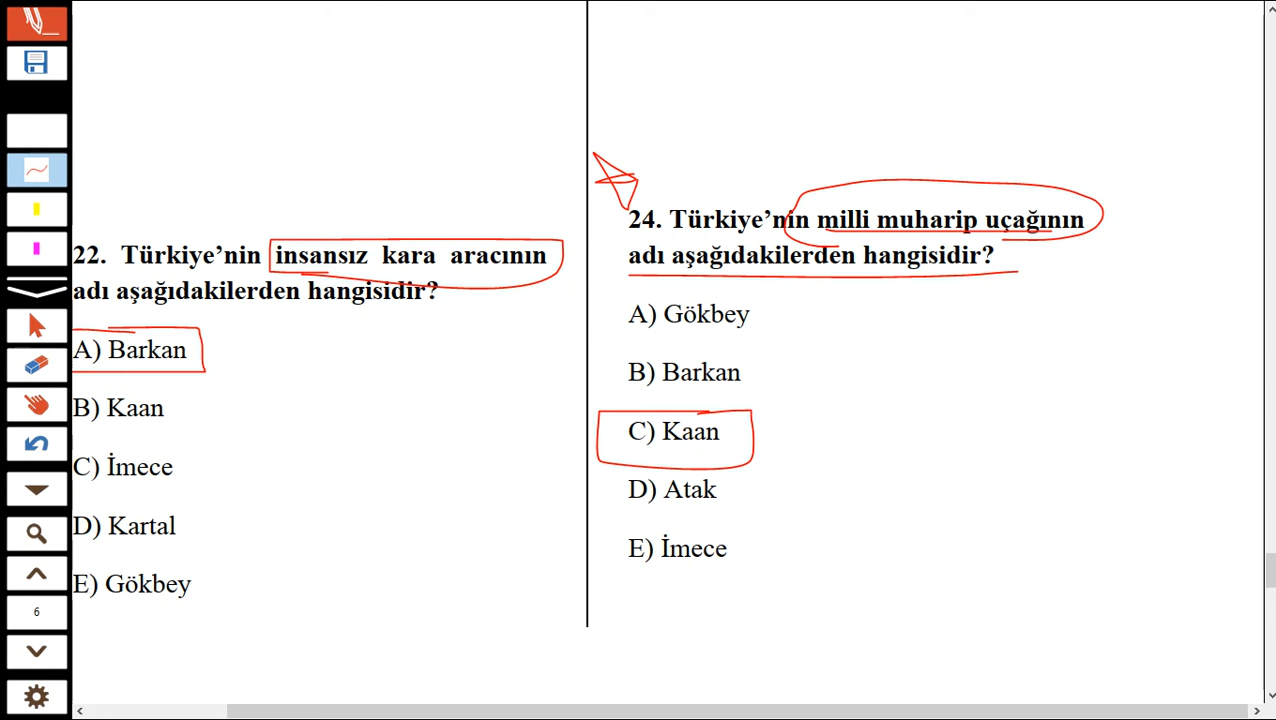 22. Türkiye’nin insansız kara aracının
adı aşağıdakilerden hangisidir?
A) Barkan
B) Kaan
C) İmece
D) Kartal
E) Gökbey
24. Türkiye’nin milli muharip uçağının
adı aşağıdakilerden hangisidir?
A) Gökbey
B) Barkan
C) Kaan
D) Atak
E) İmece
6